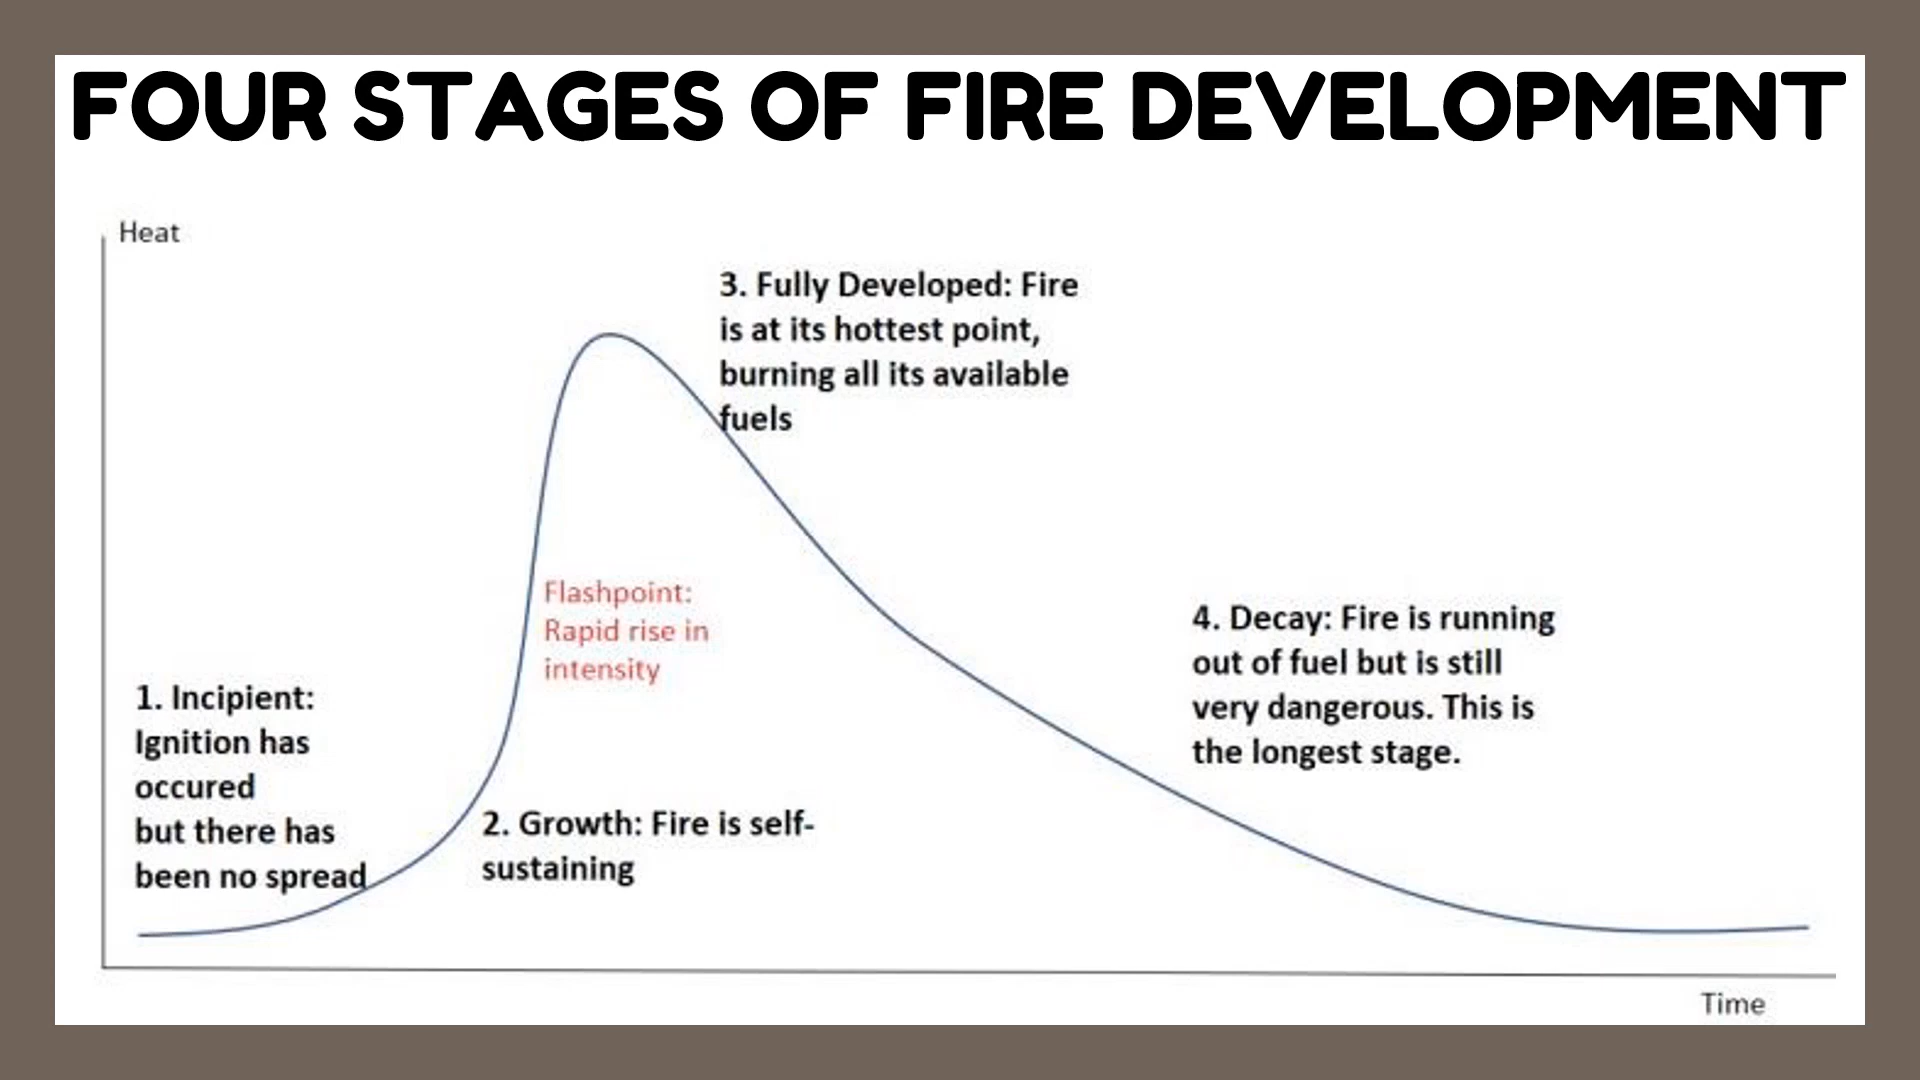 FOUR STAGES OF FIRE DEVELOPMENT
Heat
3. Fully Developed: Fire
is at its hottest point,
burning all its available
fuels
Flashpoint:
Rapid rise in
intensity
4. Decay: Fire is running
out of fuel but is still
very dangerous. This is
the longest stage.
1. Incipient:
Ignition has
occured
but there has
been no spread
2. Growth: Fire is self-
sustaining
Time